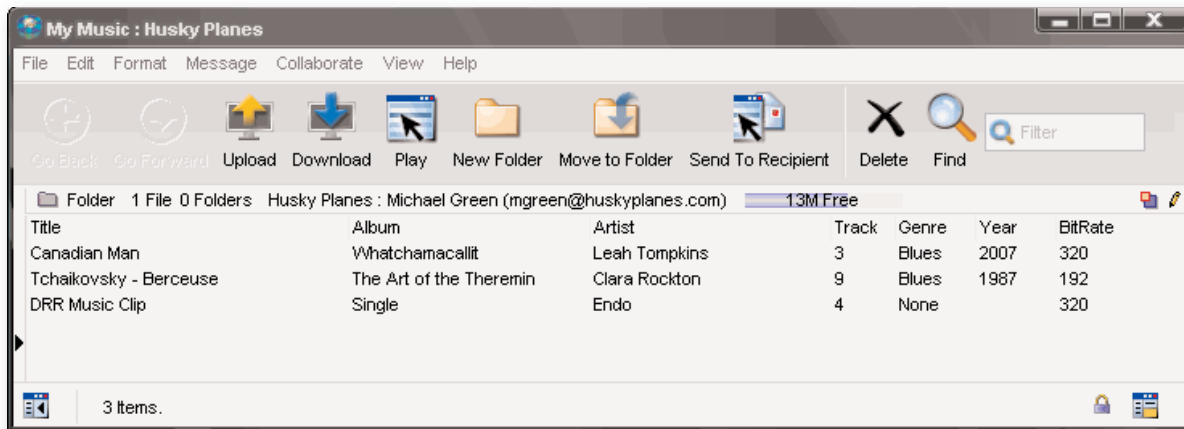 My Music : Husky Planes
File Edit Format Message Collaborate View Help
Go Back Go Forward Upload Download Play New Folder Move to Folder Send To Recipient Delete Find Filter
Folder 1 File 0 Folders Husky Planes : Michael Green (mgreen@huskyplanes.com) 13M Free
Title Album Artist Track Genre Year BitRate
Canadian Man Whatchamacallit Leah Tompkins 3 Blues 2007 320
Tchaikovsky - Berceuse The Art of the Theremin Clara Rockton 9 Blues 1987 192
DRR Music Clip Single Endo 4 None 320
3 Items.